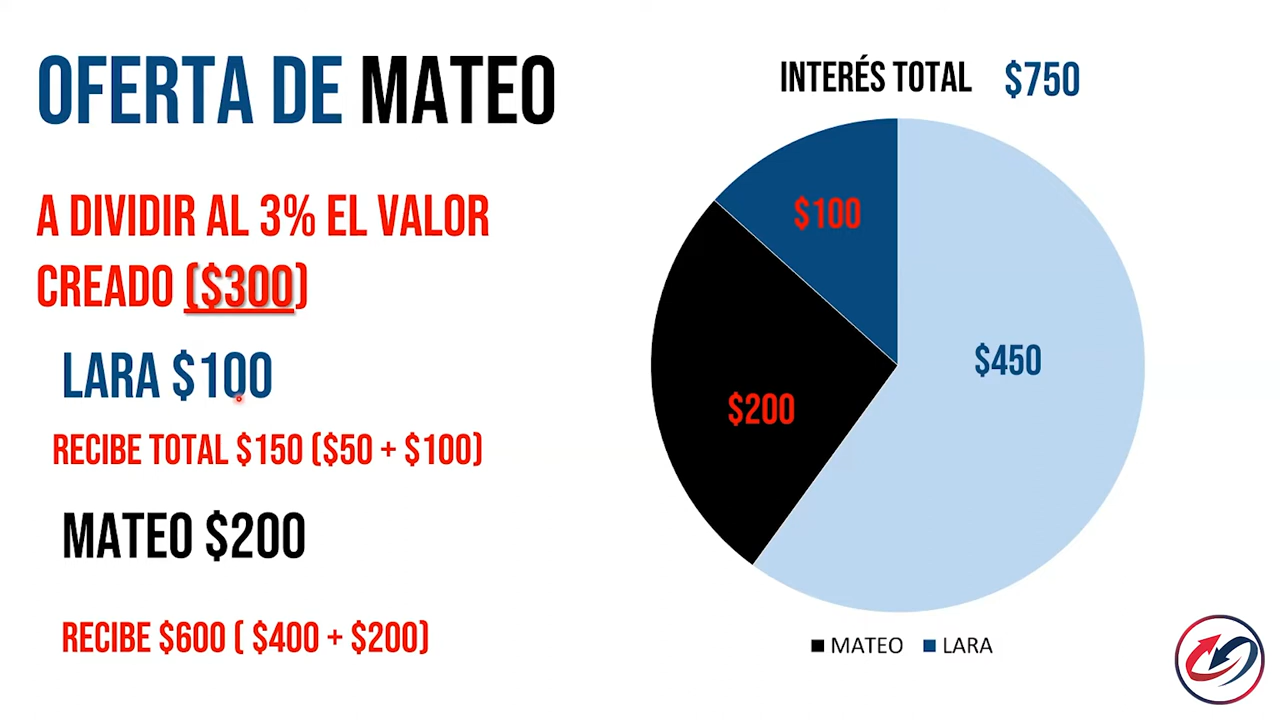 OFERTA DE MATEO
A DIVIDIR AL 3% EL VALOR
CREADO ($300)
LARA $100
RECIBE TOTAL $150 ($50 + $100)
MATEO $200
RECIBE $600 ( $400 + $200)
INTERÉS TOTAL $750
$100
$450
$200
MATEO LARA